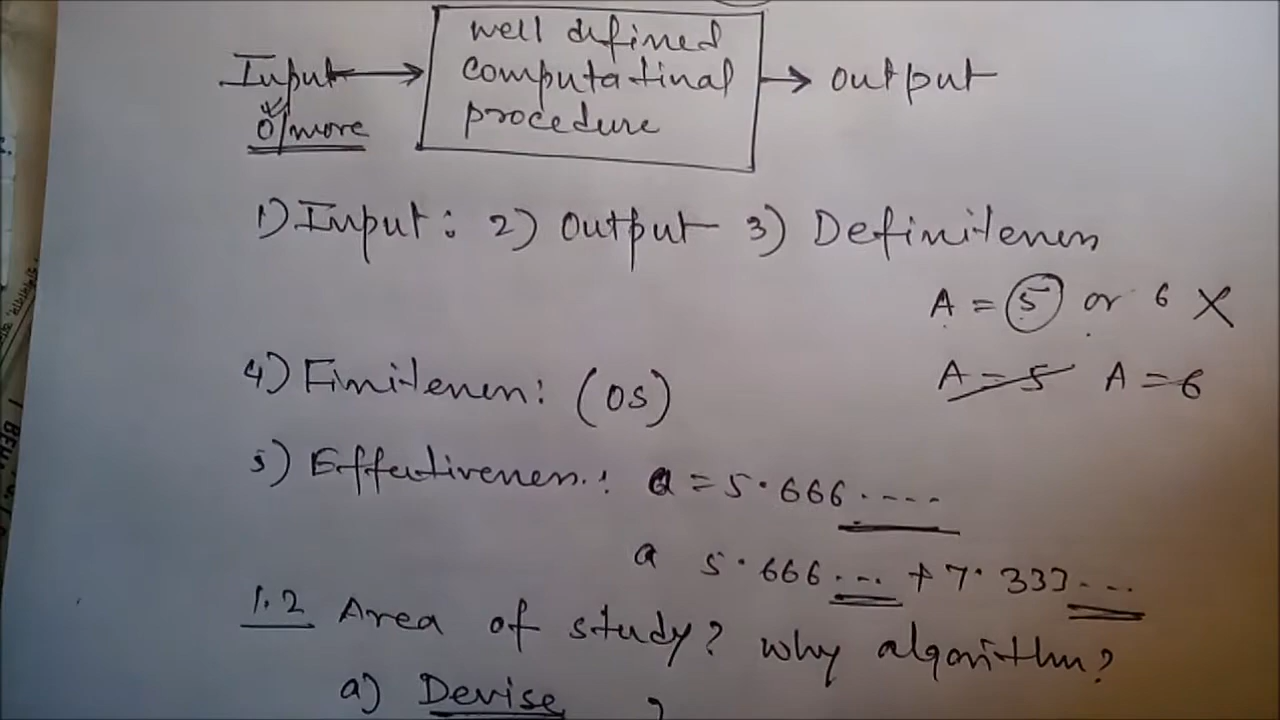 well defined
Input → computatinal → output
procedure
0/more
1) Input: 2) Output 3) Definiteness
A = 5 or 6 X
A = 5 A = 6
4) Finiteness: (OS)
5) Effectiveness: a = 5.666....
a 5.666... + 7.333...
1.2 Area of study? why algorithm?
a) Devise